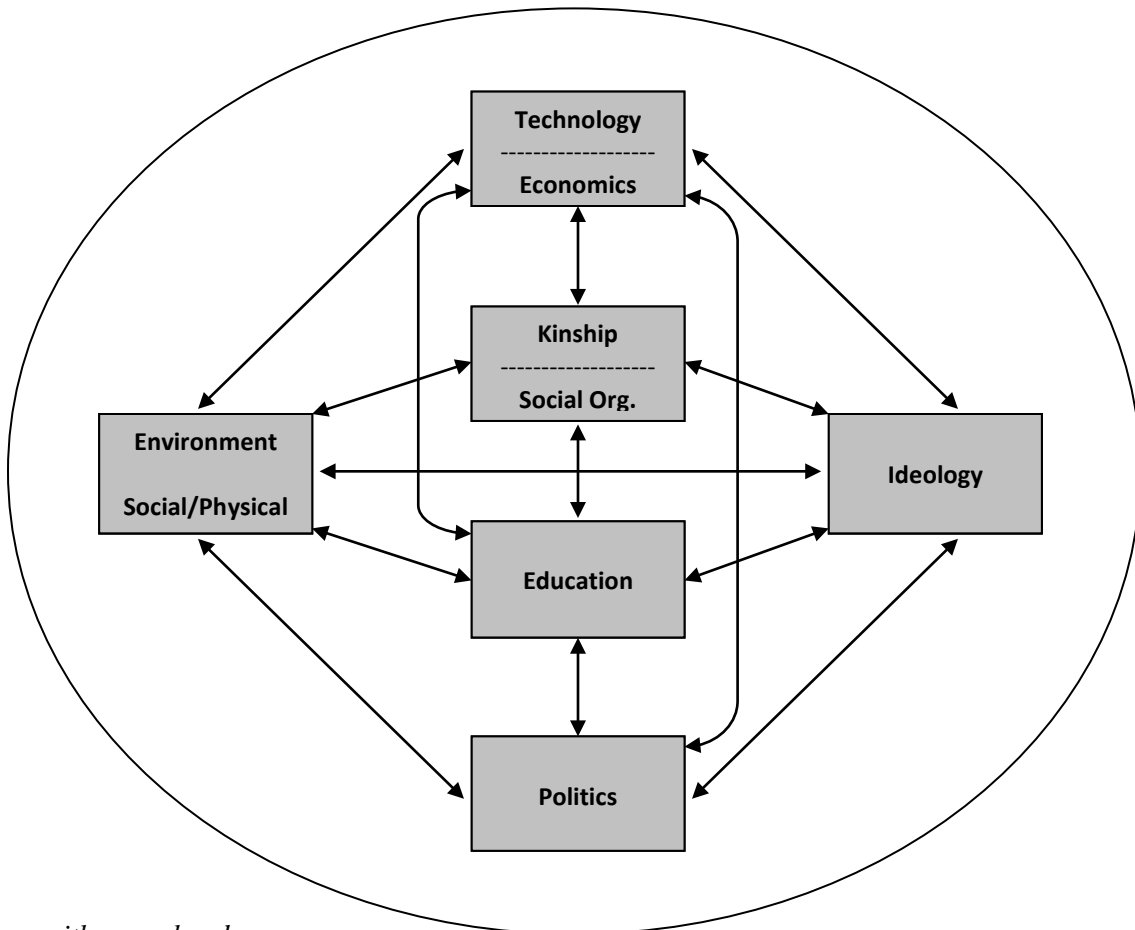 Technology
--------------------
Economics
Kinship
--------------------
Social Org.
Environment
Social/Physical
Ideology
Education
Politics